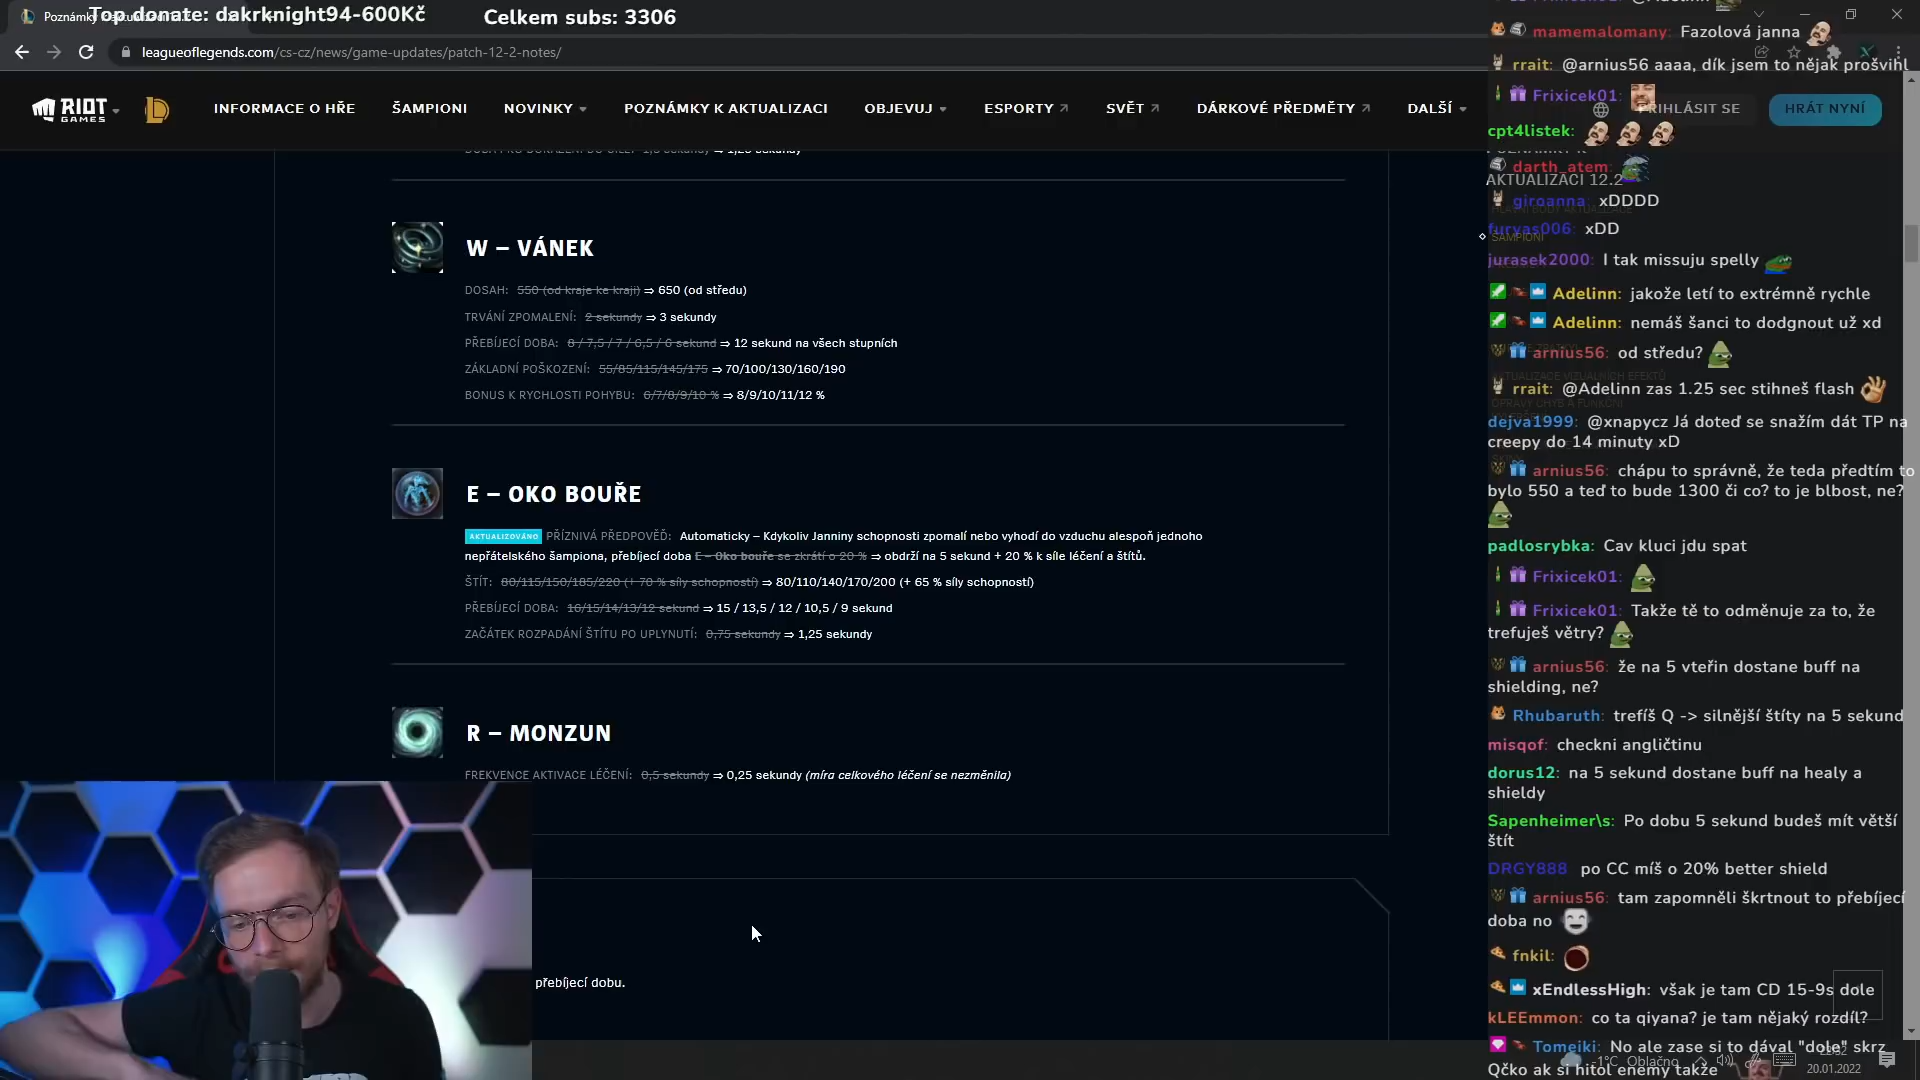 Top donate: dakrknight94-600Kč
Celkem subs: 3306
leagueoflegends.com/cs-cz/news/game-updates/patch-12-2-notes/
RIOT GAMES
INFORMACE O HŘE
ŠAMPIONI
NOVINKY
POZNÁMKY K AKTUALIZACI
OBJEVUJ
ESPORTY
SVĚT
DÁRKOVÉ PŘEDMĚTY
DALŠÍ
HRÁT NYNÍ
W – VÁNEK
DOSAH: 550 (od kraje ke kraji) ⇒ 650 (od středu)
TRVÁNÍ ZPOMALENÍ: 2 sekundy ⇒ 3 sekundy
PŘEBÍJECÍ DOBA: 8 / 7,5 / 7 / 6,5 / 6 sekund ⇒ 12 sekund na všech stupních
ZÁKLADNÍ POŠKOZENÍ: 55/85/115/145/175 ⇒ 70/100/130/160/190
BONUS K RYCHLOSTI POHYBU: 6/7/8/9/10 % ⇒ 8/9/10/11/12 %
E – OKO BOUŘE
AKTUALIZOVÁNO PŘÍZNIVÁ PŘEDPOVĚĎ: Automaticky – Kdykoliv Janniny schopnosti zpomalí nebo vyhodí do vzduchu alespoň jednoho
nepřátelského šampiona, přebíjecí doba E – Oko bouře se zkrátí o 20 % ⇒ obdrží na 5 sekund + 20 % k síle léčení a štítů.
ŠTÍT: 80/115/150/185/220 (+ 70 % síly schopností) ⇒ 80/110/140/170/200 (+ 65 % síly schopností)
PŘEBÍJECÍ DOBA: 16/15/14/13/12 sekund ⇒ 15 / 13,5 / 12 / 10,5 / 9 sekund
ZAČÁTEK ROZPADÁNÍ ŠTÍTU PO UPLYNUTÍ: 0,75 sekundy ⇒ 1,25 sekundy
R – MONZUN
FREKVENCE AKTIVACE LÉČENÍ: 0,5 sekundy ⇒ 0,25 sekundy (míra celkového léčení se nezměnila)
přebíjecí dobu.
mamemalomany: Fazolová janna
rrait: @arnius56 aaaa, dík jsem to nějak prošvihl
Frixicek01:
cpt4listek:
darth_atem:
AKTUALIZACI 12.2
giroanna: xDDDD
furyas006: xDD
ŠAMPIONI
jurasek2000: I tak missuju spelly
Adelinn: jakože letí to extrémně rychle
Adelinn: nemáš šanci to dodgnout už xd
arnius56: od středu?
rrait: @Adelinn zas 1.25 sec stihneš flash
dejva1999: @xnapycz Já doteď se snažím dát TP na
creepy do 14 minuty xD
arnius56: chápu to správně, že teda předtím to
bylo 550 a teď to bude 1300 či co? to je blbost, ne?
padlosrybka: Cav kluci jdu spat
Frixicek01:
Frixicek01: Takže tě to odměnuje za to, že
trefuješ větry?
arnius56: že na 5 vteřin dostane buff na
shielding, ne?
Rhubaruth: trefíš Q -> silnější štíty na 5 sekund
misqof: checkni angličtinu
dorus12: na 5 sekund dostane buff na healy a
shieldy
Sapenheimer\s: Po dobu 5 sekund budeš mít větší
štít
DRGY888 po CC míš o 20% better shield
arnius56: tam zapomněli škrtnout to přebíjecí
doba no
fnkil:
xEndlessHigh: však je tam CD 15-9s dole
kLEEmmon: co ta qiyana? je tam nějaký rozdíl?
Tomeiki: No ale zase si to dával "dole" skrz
Qčko ak si hitol enemy takže
-1°C Oblačno
20.01.2022